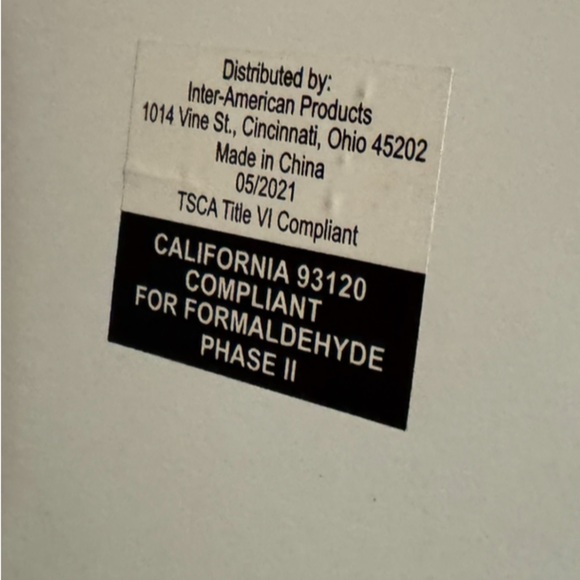 Distributed by:
Inter-American Products
1014 Vine St., Cincinnati, Ohio 45202
Made in China
05/2021
TSCA Title VI Compliant
CALIFORNIA 93120
COMPLIANT
FOR FORMALDEHYDE
PHASE II